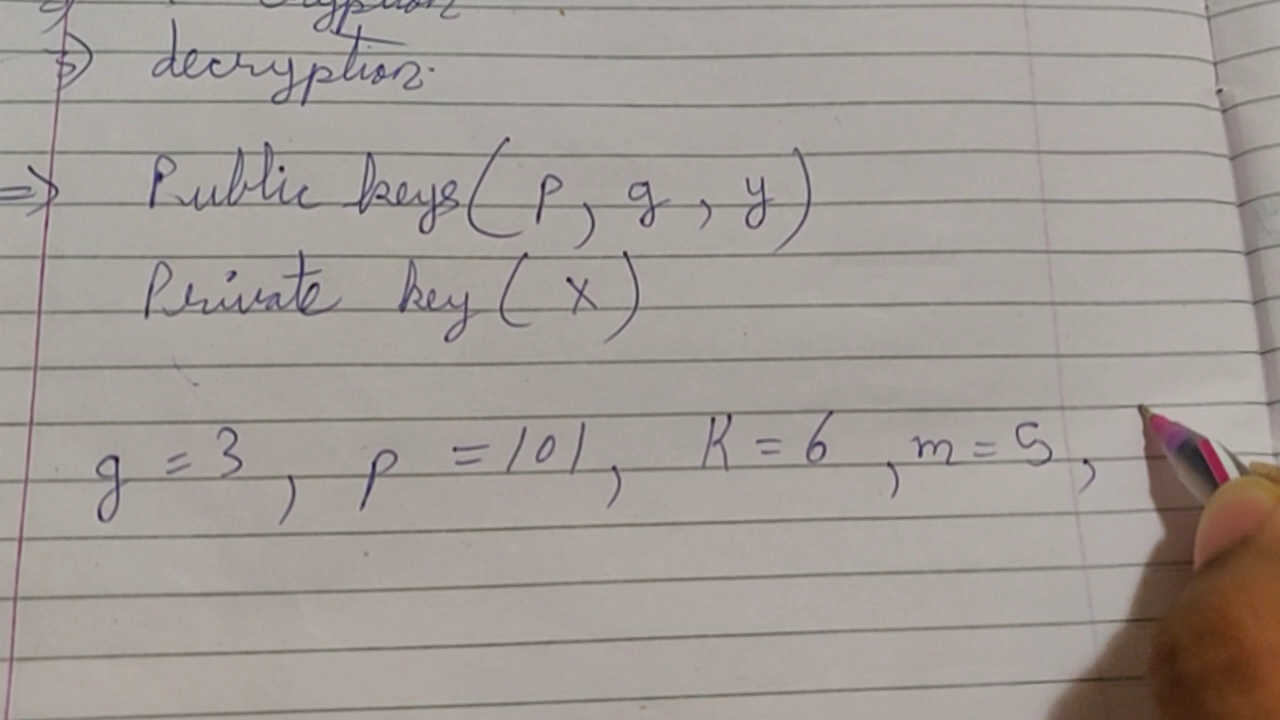 decryption.
=> Public keys (p, g, y)
Private key (x)
g = 3, p = 101, K = 6, m = 5,